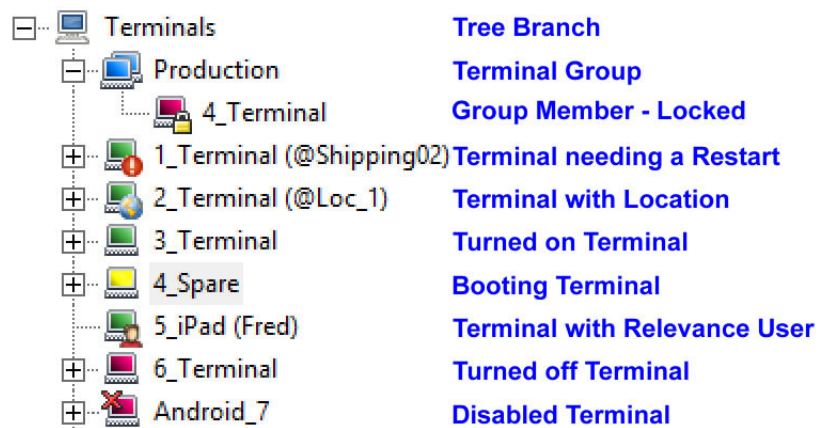 Terminals Tree Branch
Production Terminal Group
4_Terminal Group Member - Locked
1_Terminal (@Shipping02) Terminal needing a Restart
2_Terminal (@Loc_1) Terminal with Location
3_Terminal Turned on Terminal
4_Spare Booting Terminal
5_iPad (Fred) Terminal with Relevance User
6_Terminal Turned off Terminal
Android_7 Disabled Terminal